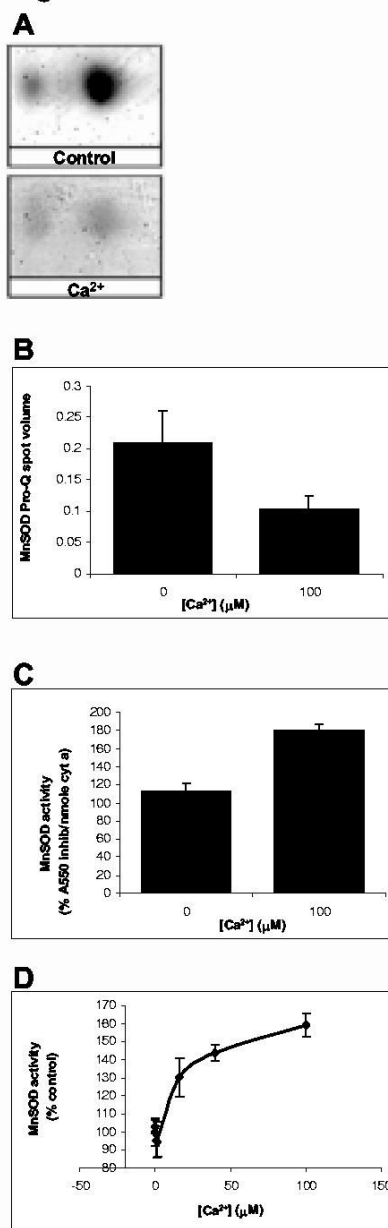 A
Control
Ca²⁺
B
MnSOD Pro-Q spot volume
0.3
0.25
0.2
0.15
0.1
0.05
0
0
100
[Ca²⁺] (µM)
C
MnSOD activity
(% A550 Inhib/nmole cyt a)
200
180
160
140
120
100
80
60
40
20
0
0
100
[Ca²⁺] (µM)
D
MnSOD activity
(% control)
170
160
150
140
130
120
110
100
90
80
-50
0
50
100
150
[Ca²⁺] (µM)